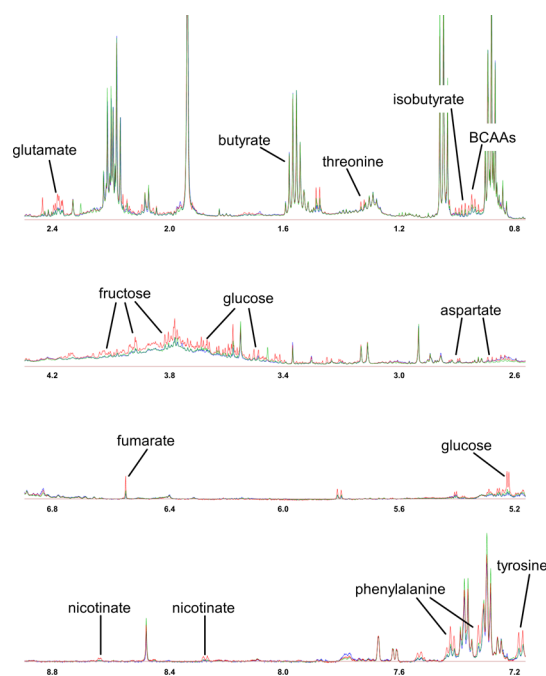 isobutyrate
BCAAs
glutamate
butyrate
threonine
2.4 2.0 1.6 1.2 0.8
fructose
glucose
aspartate
4.2 3.8 3.4 3.0 2.6
fumarate
glucose
6.8 6.4 6.0 5.6 5.2
tyrosine
phenylalanine
nicotinate
nicotinate
8.8 8.4 8.0 7.6 7.2